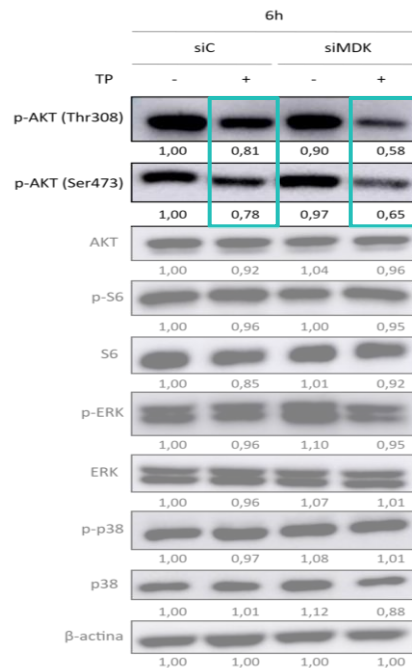 6h
siC siMDK
TP - + - +
p-AKT (Thr308)
1,00 0,81 0,90 0,58
p-AKT (Ser473)
1,00 0,78 0,97 0,65
AKT
1,00 0,92 1,04 0,96
p-S6
1,00 0,96 1,00 0,95
S6
1,00 0,85 1,01 0,92
p-ERK
1,00 0,96 1,10 0,95
ERK
1,00 0,96 1,07 1,01
p-p38
1,00 0,97 1,08 1,01
p38
1,00 1,01 1,12 0,88
β-actina
1,00 1,00 1,00 1,00